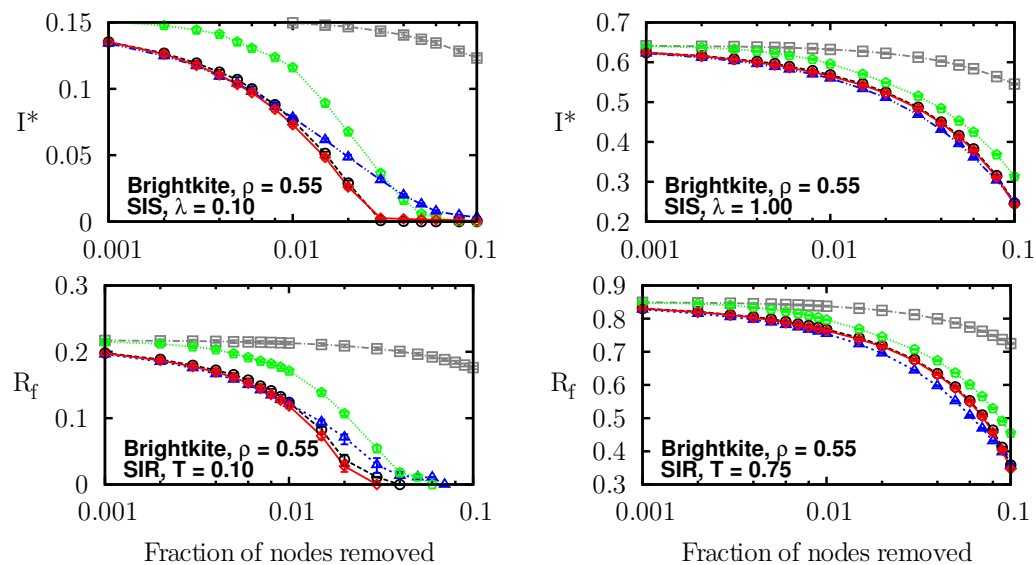 0.15
0.1
I*
0.05
0
Brightkite, ρ = 0.55
SIS, λ = 0.10
0.001
0.01
0.1
0.7
0.6
0.5
I*
0.4
0.3
0.2
Brightkite, ρ = 0.55
SIS, λ = 1.00
0.001
0.01
0.1
0.3
0.2
R_f
0.1
0
Brightkite, ρ = 0.55
SIR, T = 0.10
0.001
0.01
0.1
Fraction of nodes removed
0.9
0.8
0.7
R_f
0.6
0.5
0.4
0.3
Brightkite, ρ = 0.55
SIR, T = 0.75
0.001
0.01
0.1
Fraction of nodes removed